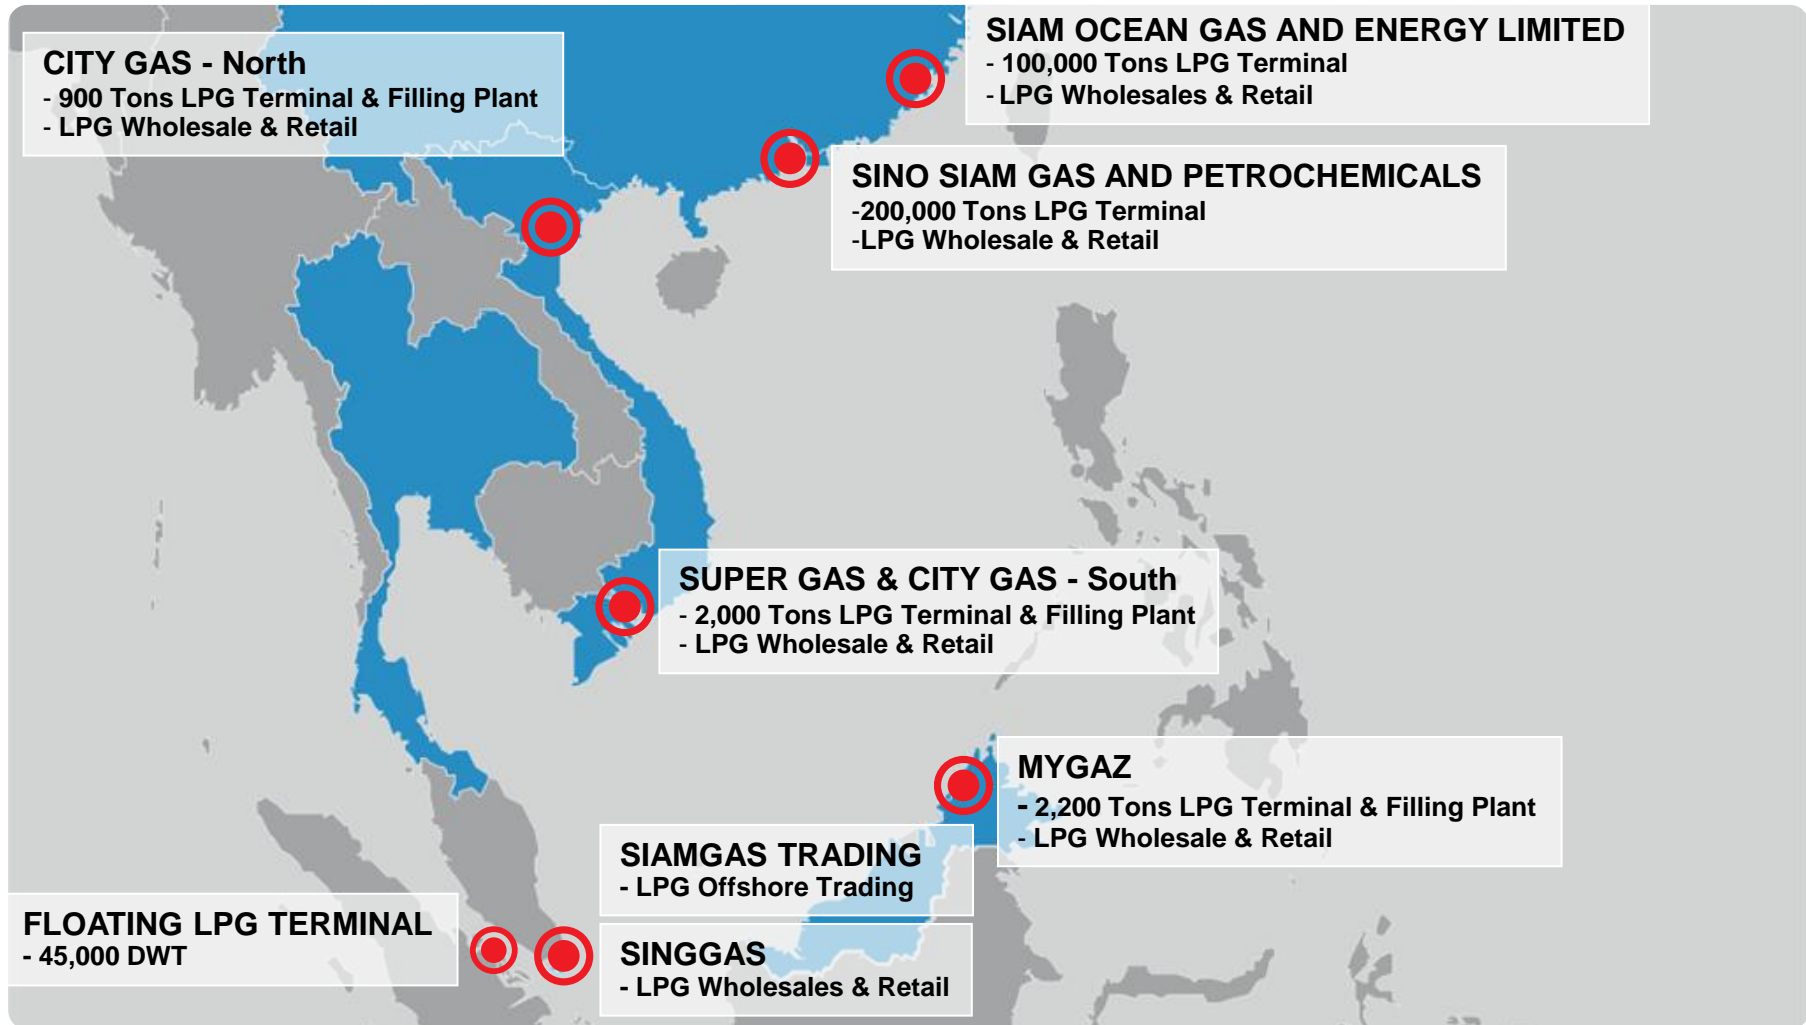 CITY GAS - North
- 900 Tons LPG Terminal & Filling Plant
- LPG Wholesale & Retail
SIAM OCEAN GAS AND ENERGY LIMITED
- 100,000 Tons LPG Terminal
- LPG Wholesales & Retail
SINO SIAM GAS AND PETROCHEMICALS
-200,000 Tons LPG Terminal
-LPG Wholesale & Retail
SUPER GAS & CITY GAS - South
- 2,000 Tons LPG Terminal & Filling Plant
- LPG Wholesale & Retail
MYGAZ
- 2,200 Tons LPG Terminal & Filling Plant
- LPG Wholesale & Retail
SIAMGAS TRADING
- LPG Offshore Trading
FLOATING LPG TERMINAL
- 45,000 DWT
SINGGAS
- LPG Wholesales & Retail